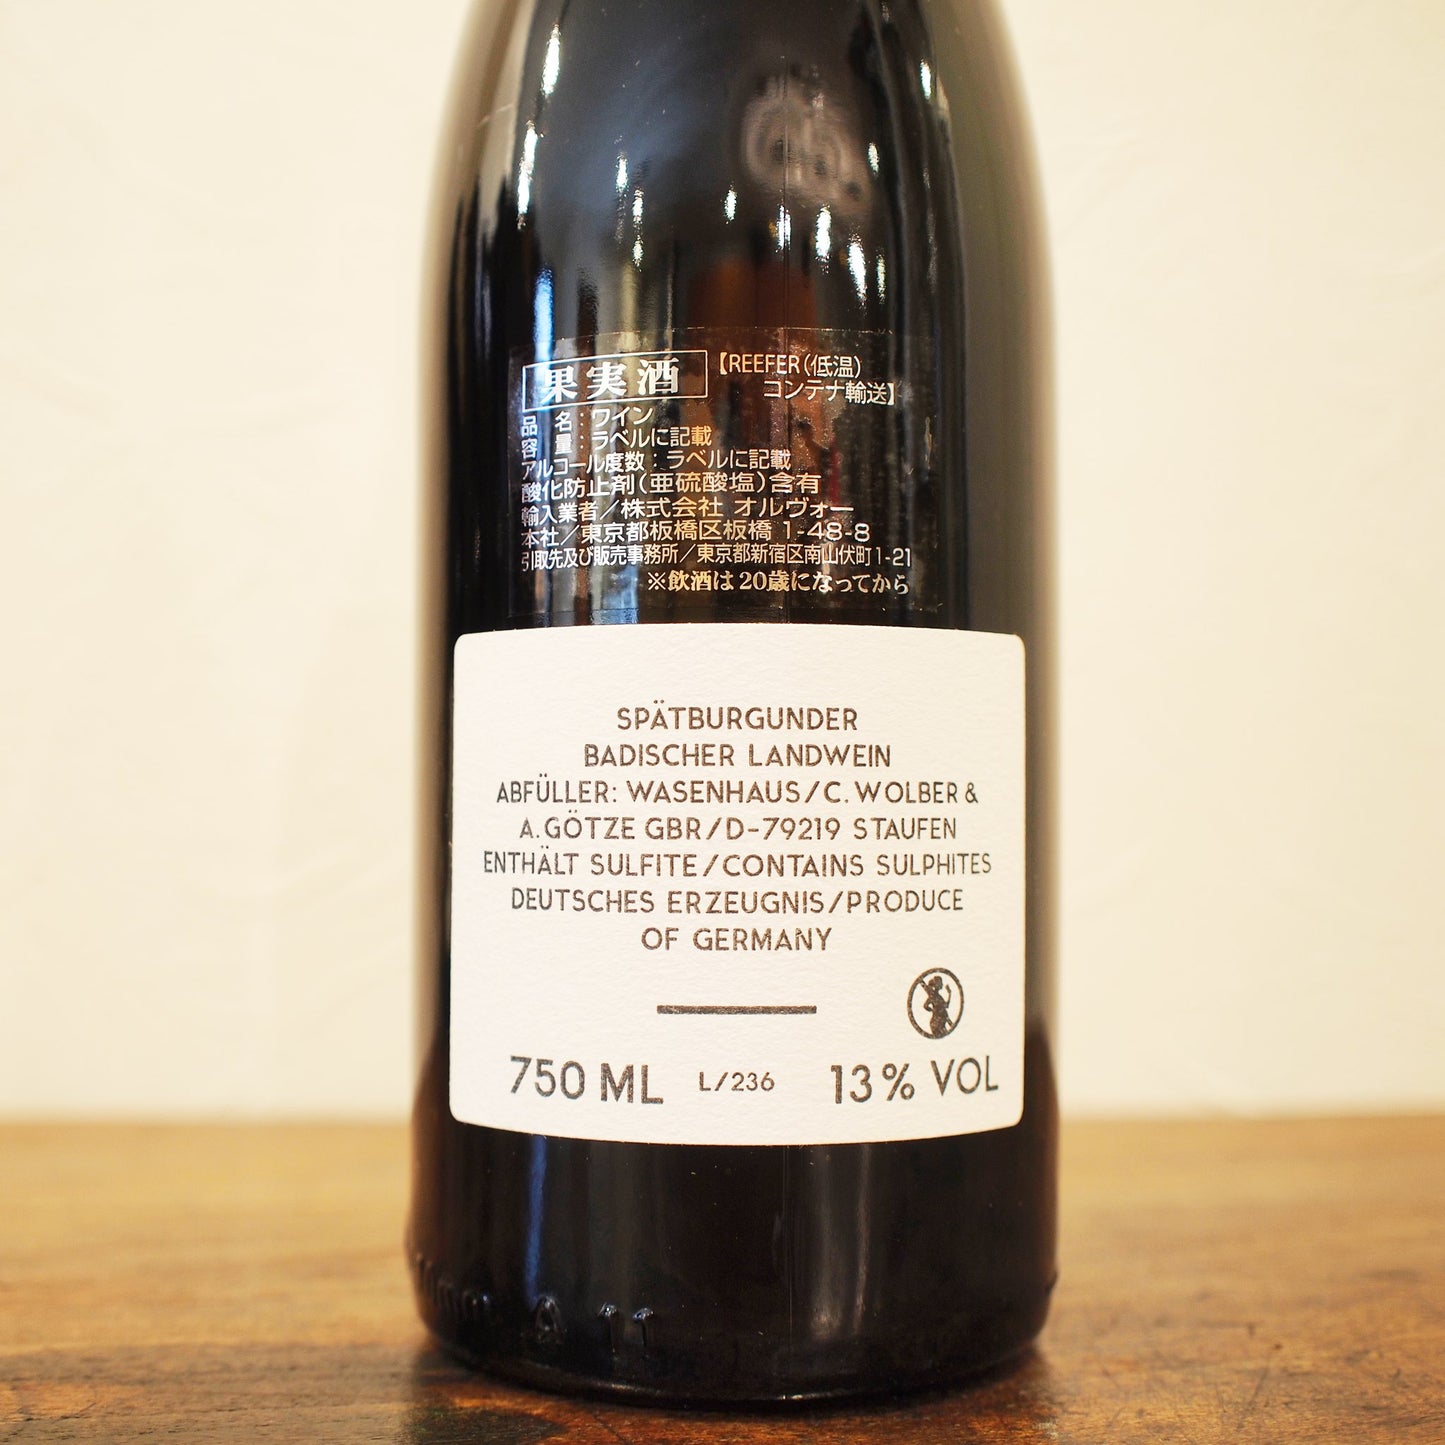 果実酒
【REEFER(低温)
コンテナ輸送】
品 名:ワイン
容 量:ラベルに記載
アルコール度数:ラベルに記載
酸化防止剤(亜硫酸塩)含有
輸入業者/株式会社 オルヴォー
本社/東京都板橋区板橋 1-48-8
引取先及び販売事務所/東京都新宿区南山伏町1-21
※飲酒は20歳になってから
SPÄTBURGUNDER
BADISCHER LANDWEIN
ABFÜLLER: WASENHAUS/C. WOLBER &
A. GÖTZE GBR/D-79219 STAUFEN
ENTHÄLT SULFITE/CONTAINS SULPHITES
DEUTSCHES ERZEUGNIS/PRODUCE
OF GERMANY
750 ML L/236 13% VOL